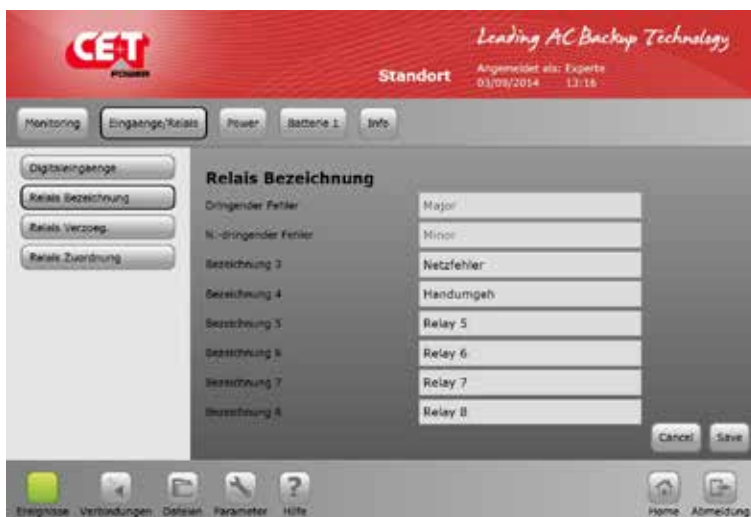 CE+T
POWER
Leading AC Backup Technology
Standort
Angemeldet als: Experte
03/09/2014 13:16
Monitoring
Eingaenge/Relais
Power
Batterie 1
Info
Digitaleingaenge
Relais Bezeichnung
Relais Verzoeg.
Relais Zuordnung
Relais Bezeichnung
Dringender Fehler Major
N.-dringender Fehler Minor
Bezeichnung 3 Netzfehler
Bezeichnung 4 Handumgeh
Bezeichnung 5 Relay 5
Bezeichnung 6 Relay 6
Bezeichnung 7 Relay 7
Bezeichnung 8 Relay 8
Cancel
Save
Ereignisse
Verbindungen
Dateien
Parameter
Hilfe
Home
Abmeldung